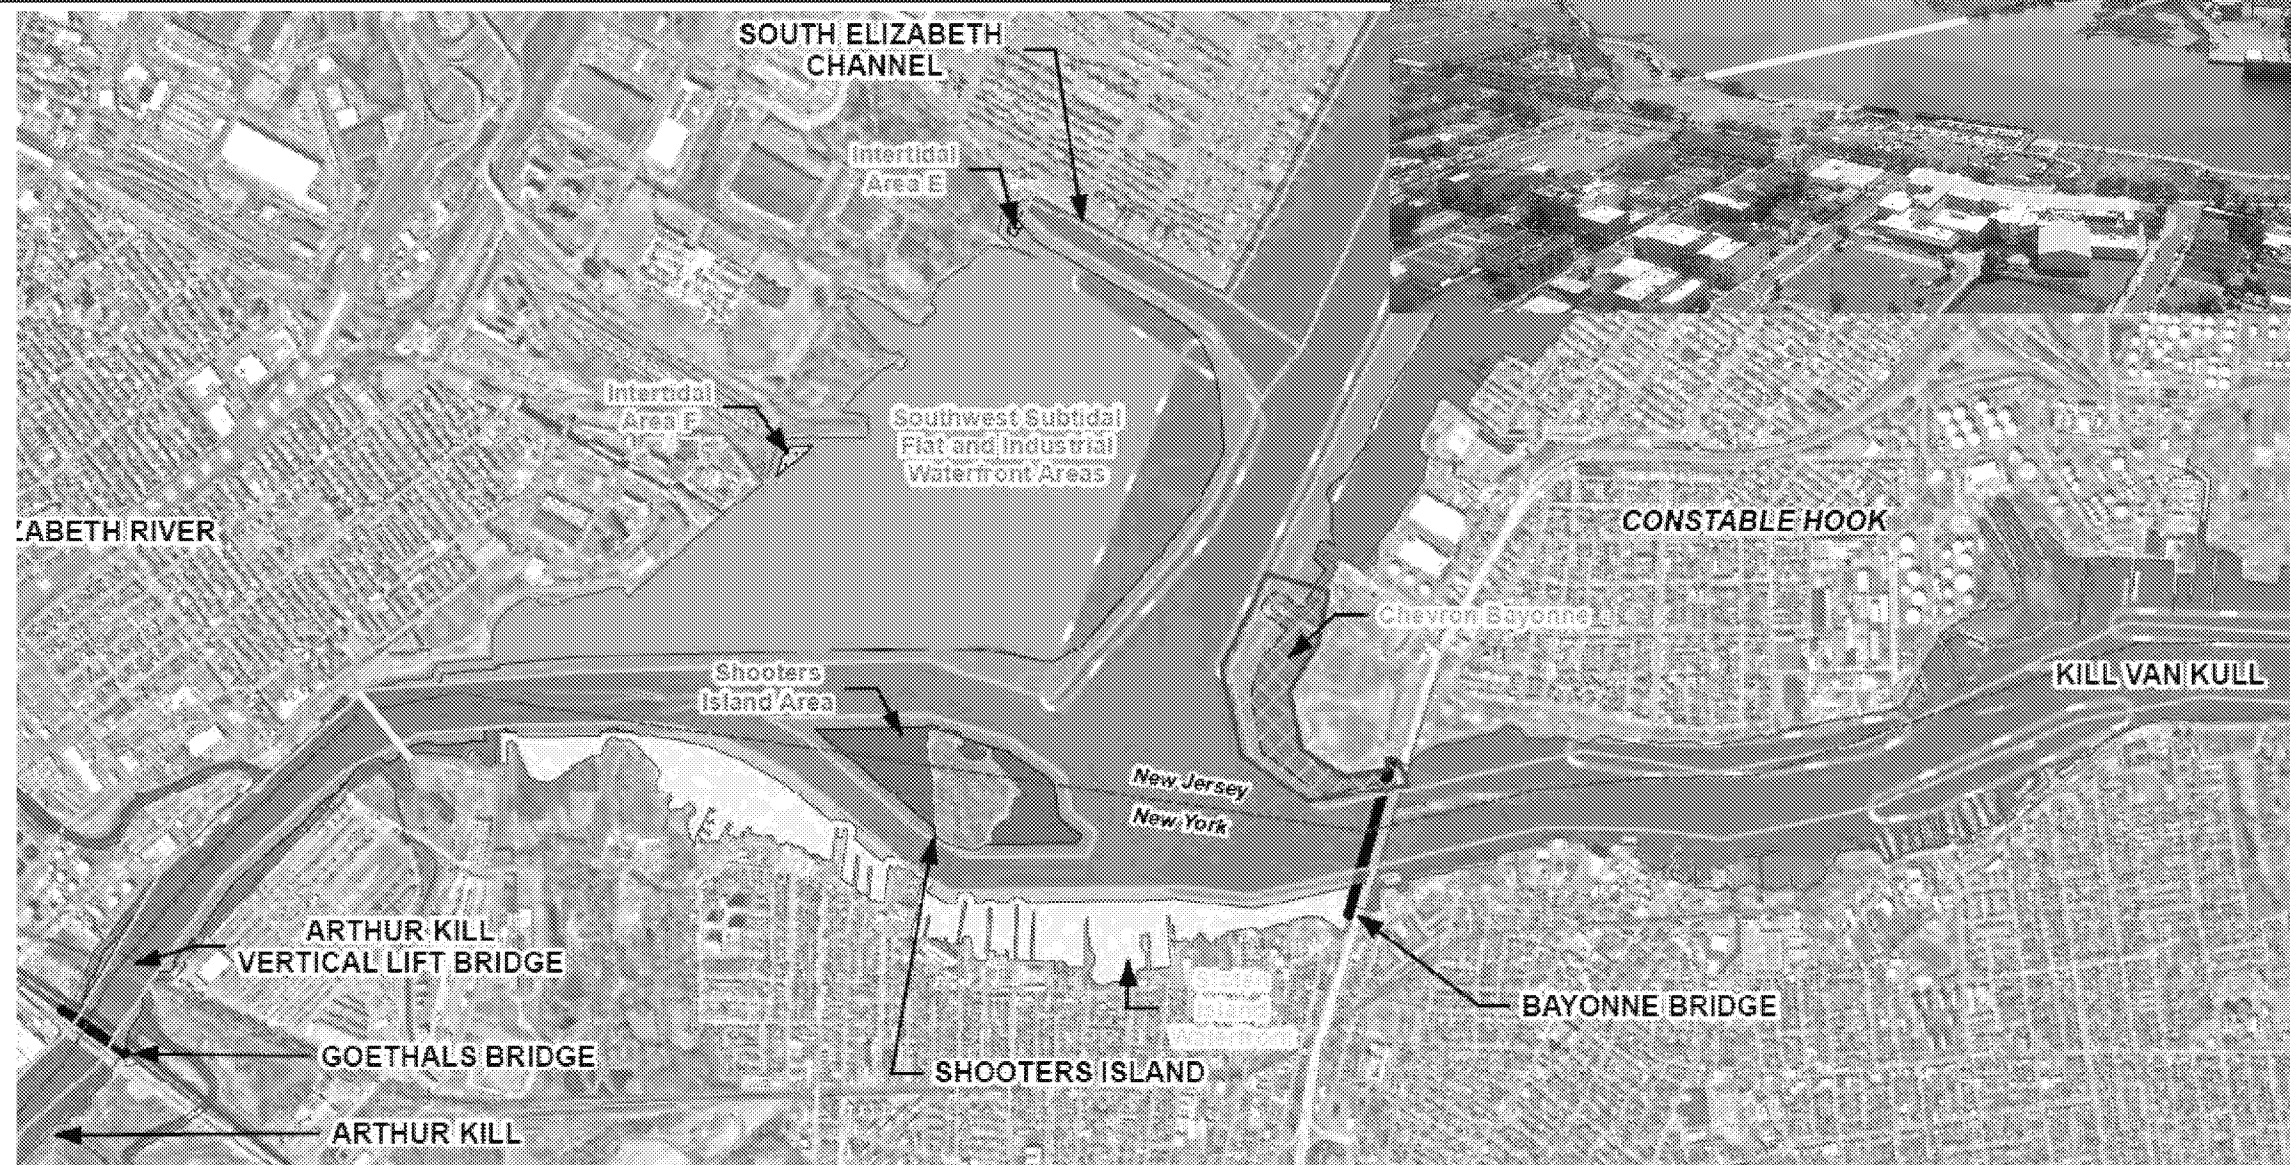 SOUTH ELIZABETH
CHANNEL
Intertidal
Area E
Intertidal
Area F
Southwest Subtidal
Flat and Industrial
Waterfront Areas
ZABETH RIVER
CONSTABLE HOOK
Chevron Bayonne
Shooters
Island Area
KILL VAN KULL
New Jersey
New York
ARTHUR KILL
VERTICAL LIFT BRIDGE
BAYONNE BRIDGE
GOETHALS BRIDGE
SHOOTERS ISLAND
ARTHUR KILL